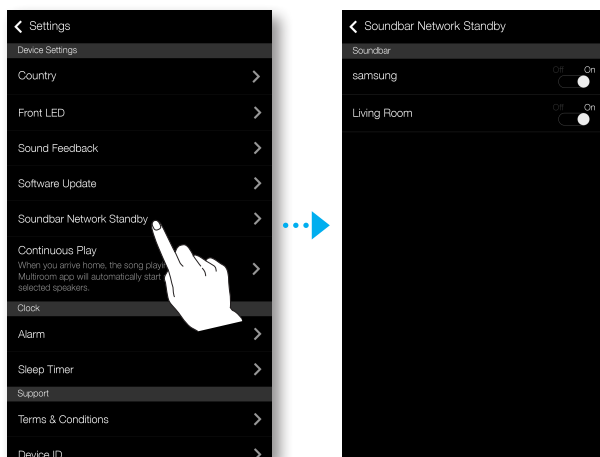 Settings
Device Settings
Country
Front LED
Sound Feedback
Software Update
Soundbar Network Standby
Continuous Play
When you arrive home, the song
Multiroom app will automatically start
selected speakers.
Clock
Alarm
Sleep Timer
Support
Terms & Conditions
Device ID
Soundbar Network Standby
Soundbar
samsung Off On
Living Room Off On